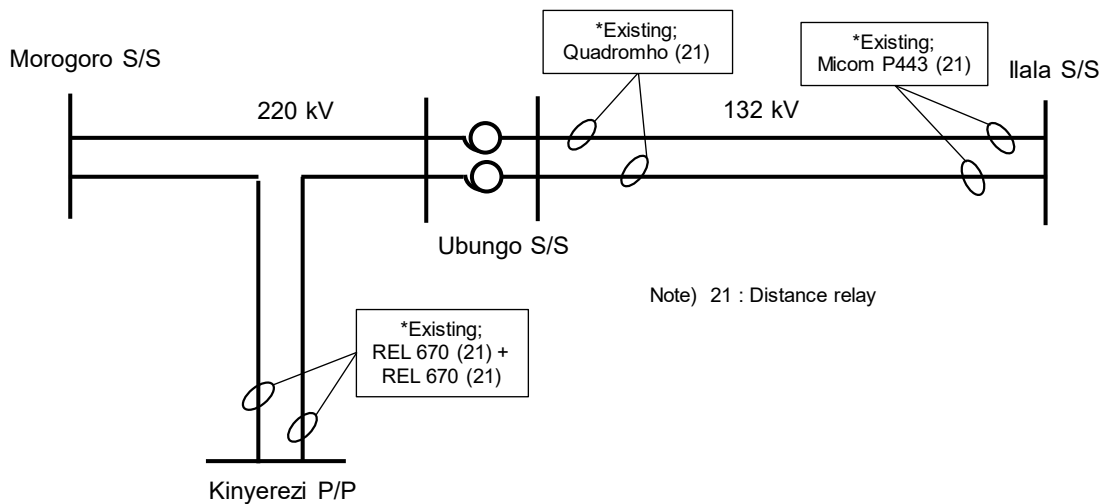 *Existing;
Quadromho (21)
*Existing;
Micom P443 (21)
Morogoro S/S
Ilala S/S
220 kV
132 kV
Ubungo S/S
Note) 21 : Distance relay
*Existing;
REL 670 (21) +
REL 670 (21)
Kinyerezi P/P